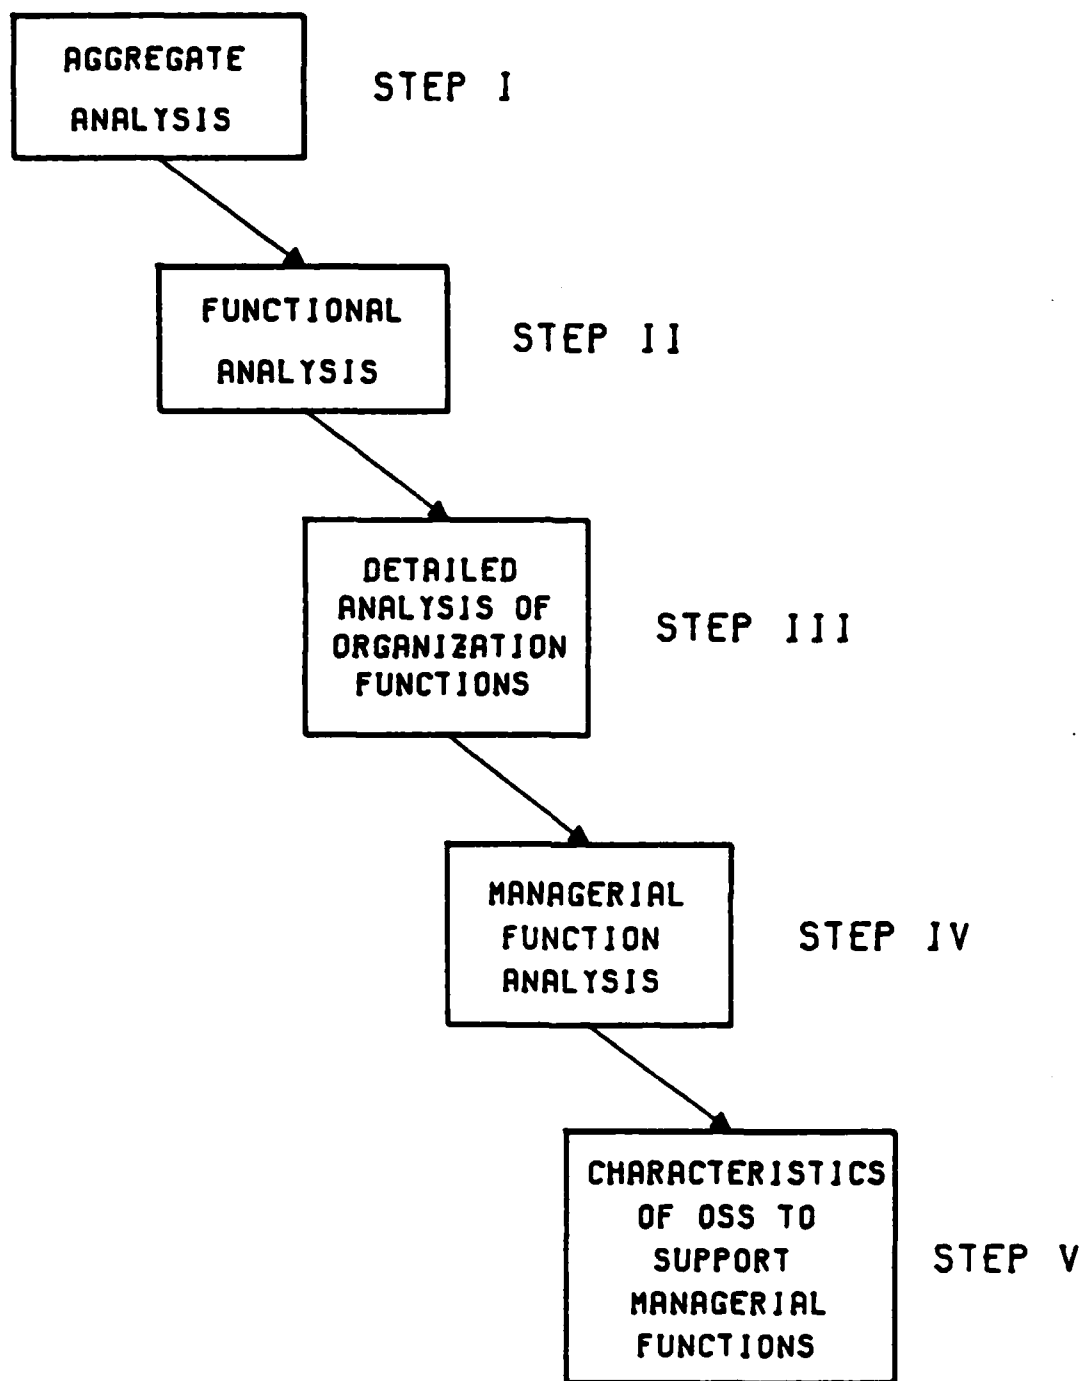 AGGREGATE
ANALYSIS
STEP I
FUNCTIONAL
ANALYSIS
STEP II
DETAILED
ANALYSIS OF
ORGANIZATION
FUNCTIONS
STEP III
MANAGERIAL
FUNCTION
ANALYSIS
STEP IV
CHARACTERISTICS
OF OSS TO
SUPPORT
MANAGERIAL
FUNCTIONS
STEP V